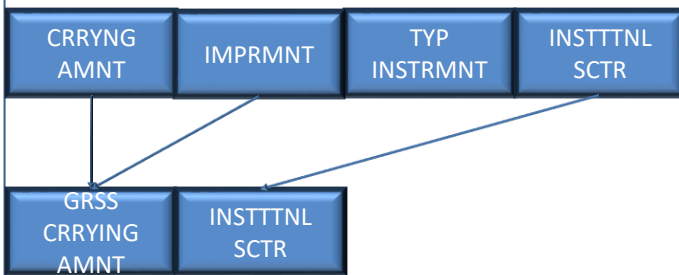 CRRYNG
AMNT
IMPRMNT
TYP
INSTRMNT
INSTTTNL
SCTR
GRSS
CRRYING
AMNT
INSTTTNL
SCTR